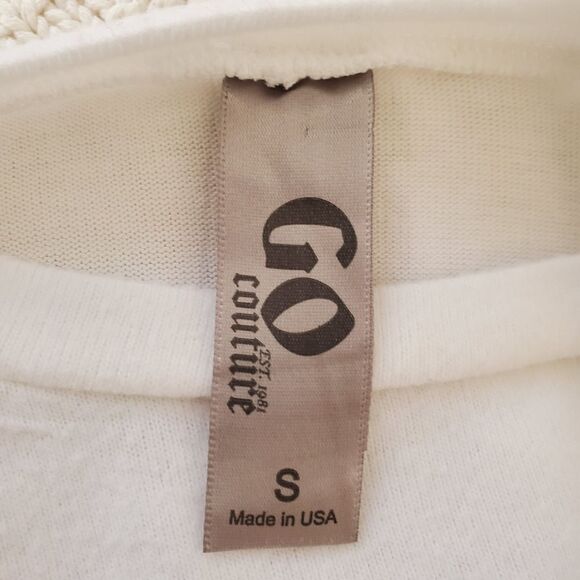 GO
couture
EST. 1981
S
Made in USA